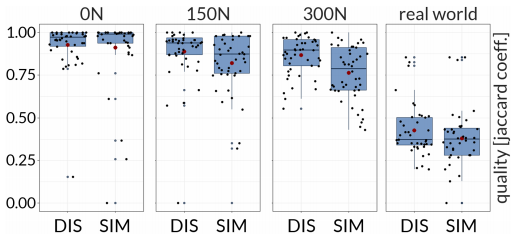 0N 150N 300N real world
1.00
0.75
0.50
0.25
0.00
DIS SIM DIS SIM DIS SIM DIS SIM
quality [jaccard coeff.]